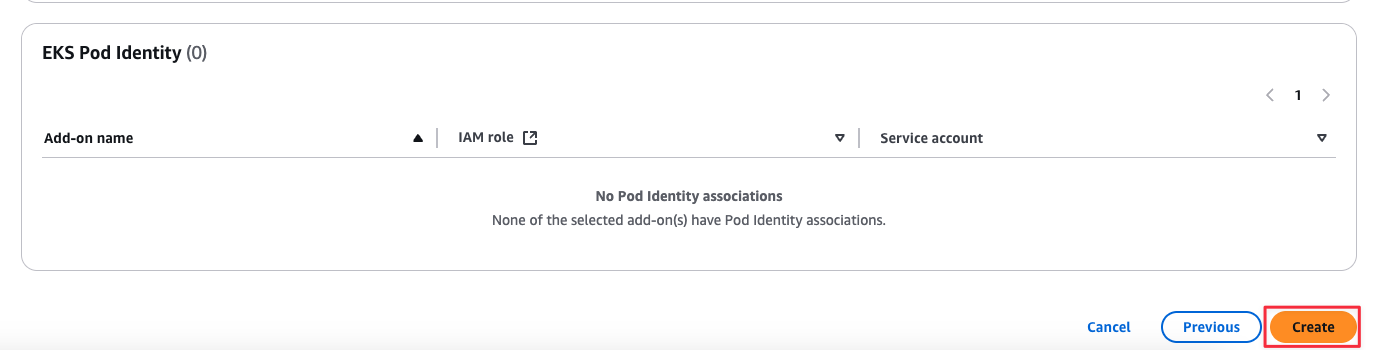 EKS Pod Identity (0)
1
Add-on name
IAM role
Service account
No Pod Identity associations
None of the selected add-on(s) have Pod Identity associations.
Cancel
Previous
Create